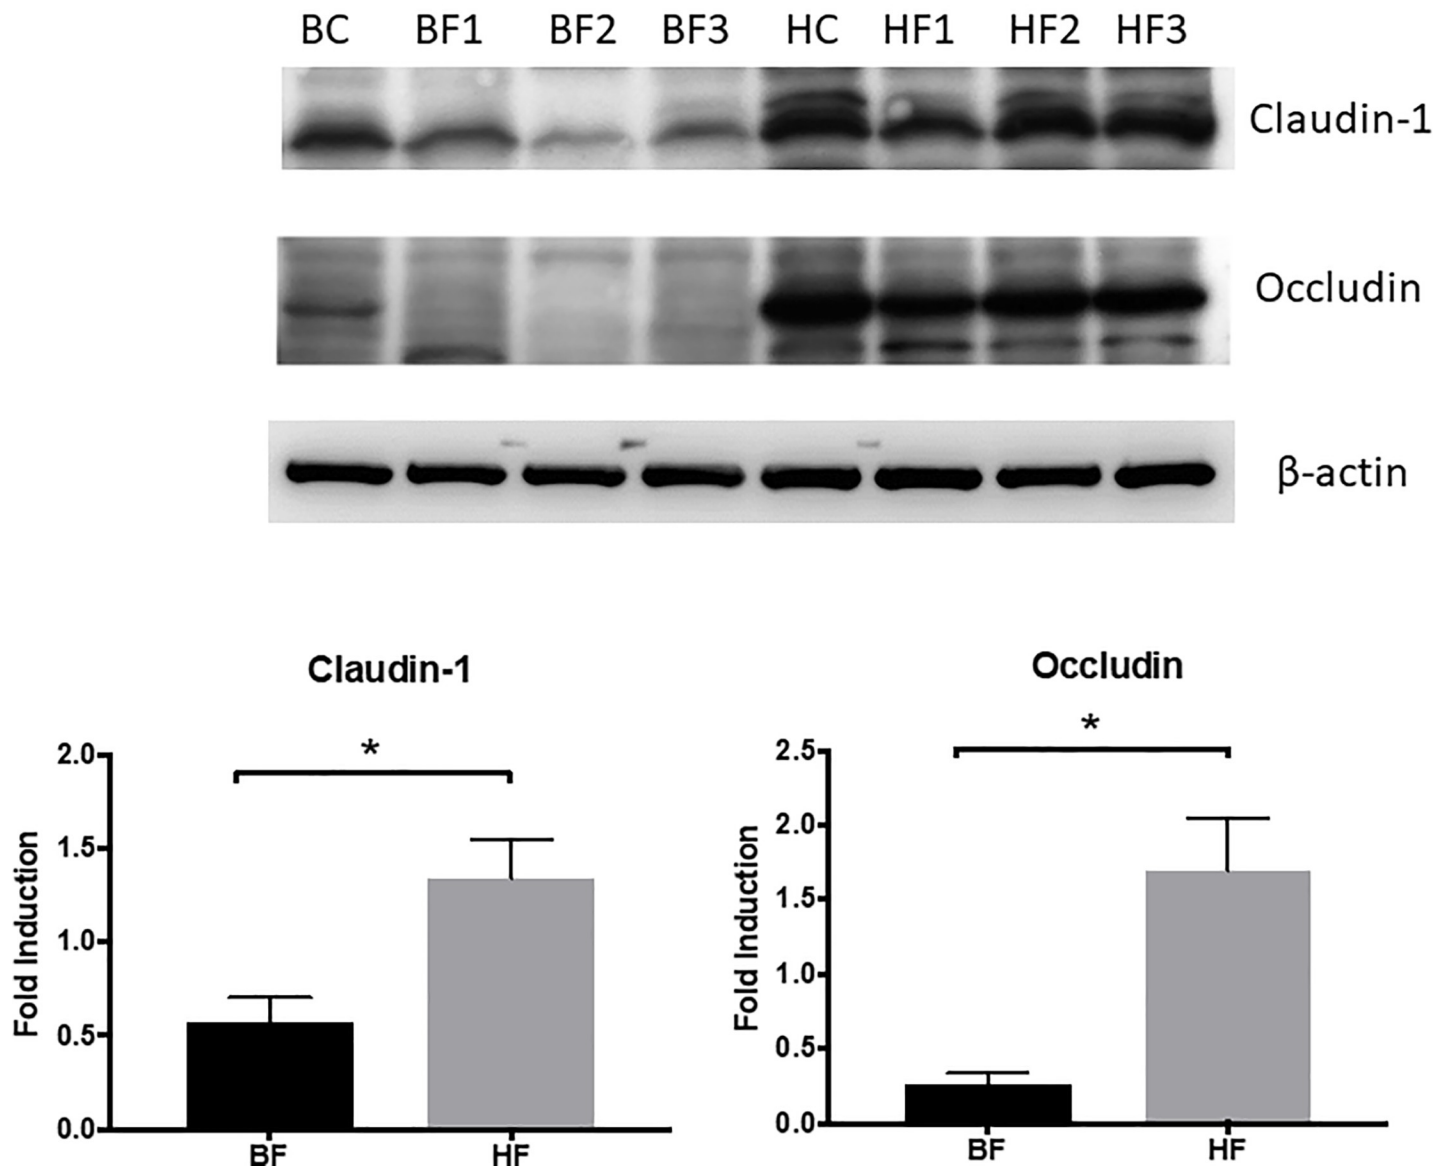 BC BF1 BF2 BF3 HC HF1 HF2 HF3
Claudin-1
Occludin
β-actin
Claudin-1
*
2.0
1.5
1.0
0.5
0.0
Fold Induction
BF HF
Occludin
*
2.5
2.0
1.5
1.0
0.5
0.0
Fold Induction
BF HF